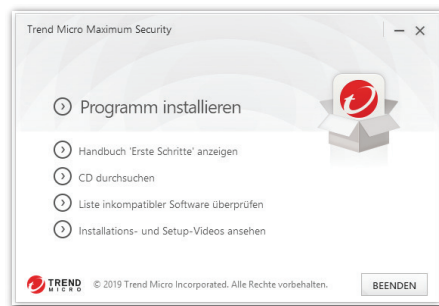 Trend Micro Maximum Security
Programm installieren
Handbuch 'Erste Schritte' anzeigen
CD durchsuchen
Liste inkompatibler Software überprüfen
Installations- und Setup-Videos ansehen
TREND MICRO © 2019 Trend Micro Incorporated. Alle Rechte vorbehalten. BEENDEN